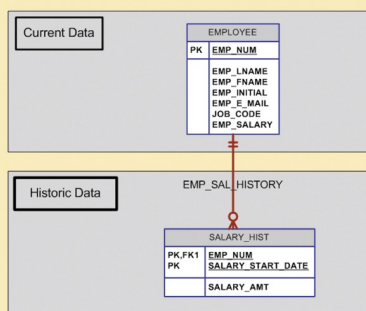 Current Data
EMPLOYEE
PK EMP_NUM
EMP_LNAME
EMP_FNAME
EMP_INITIAL
EMP_E_MAIL
JOB_CODE
EMP_SALARY
EMP_SAL_HISTORY
Historic Data
SALARY_HIST
PK,FK1 EMP_NUM
PK SALARY_START_DATE
SALARY_AMT